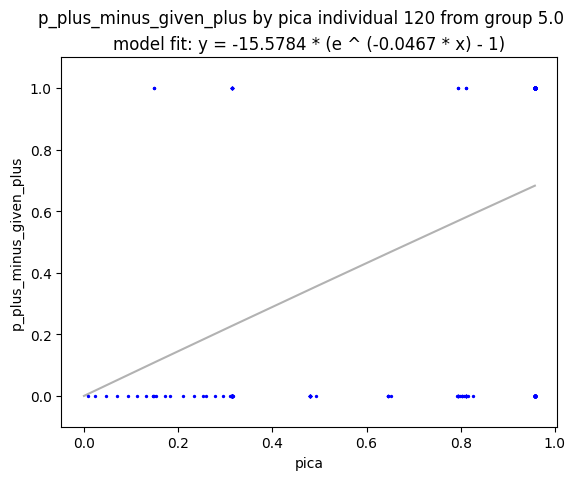 p_plus_minus_given_plus by pica individual 120 from group 5.0
model fit: y = -15.5784 * (e ^ (-0.0467 * x) - 1)
1.0
0.8
0.6
0.4
0.2
0.0
p_plus_minus_given_plus
0.0 0.2 0.4 0.6 0.8 1.0
pica